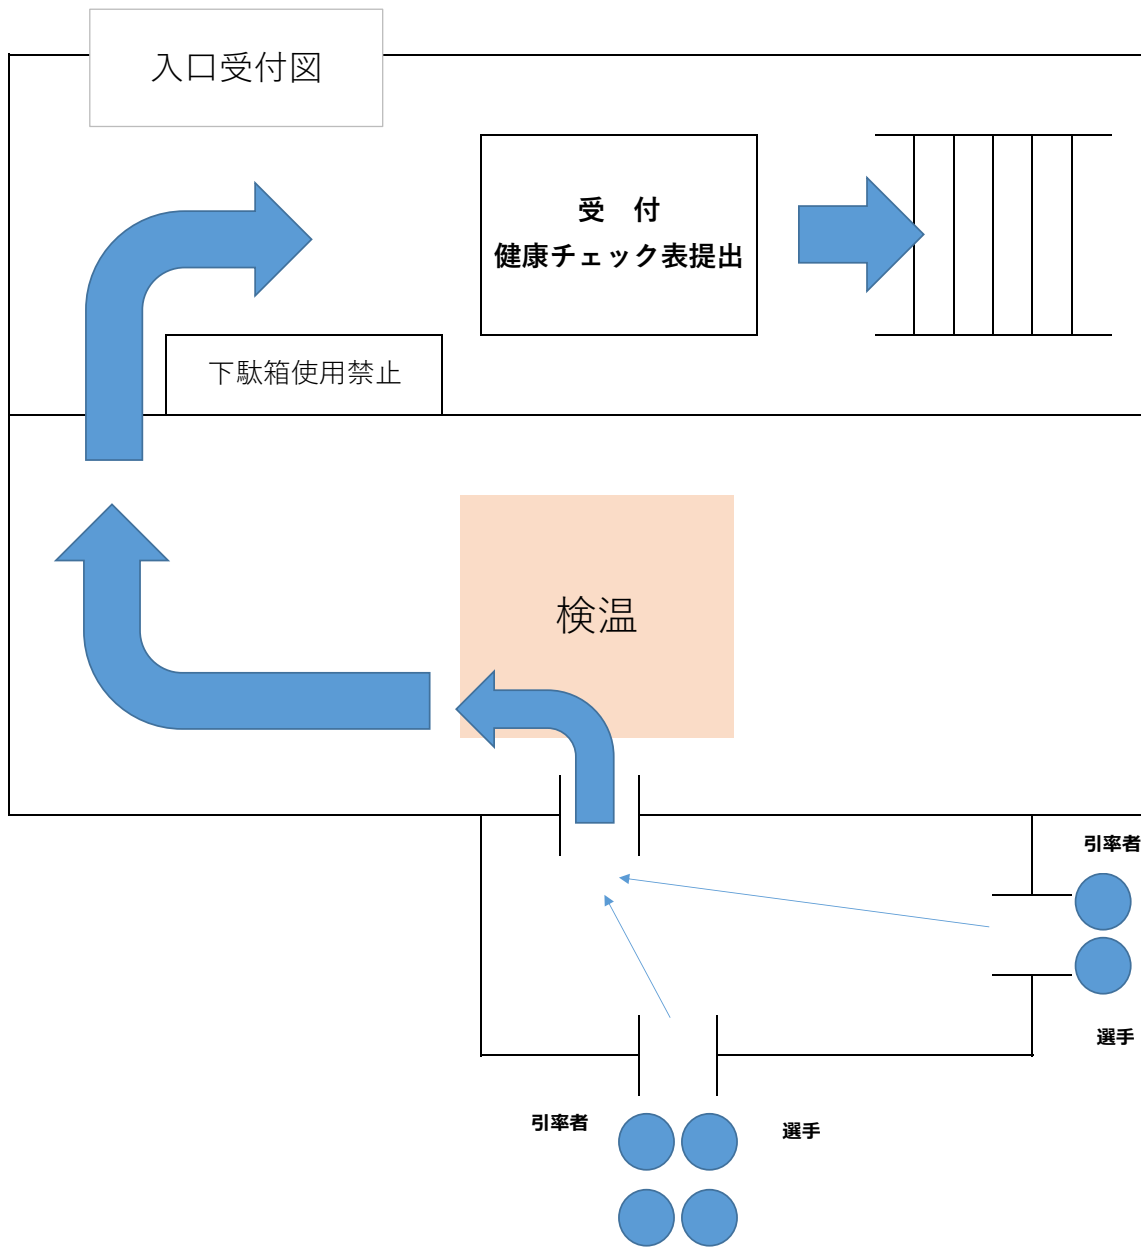 入口受付図
受　付
健康チェック表提出
下駄箱使用禁止
検温
引率者
選手
引率者
選手